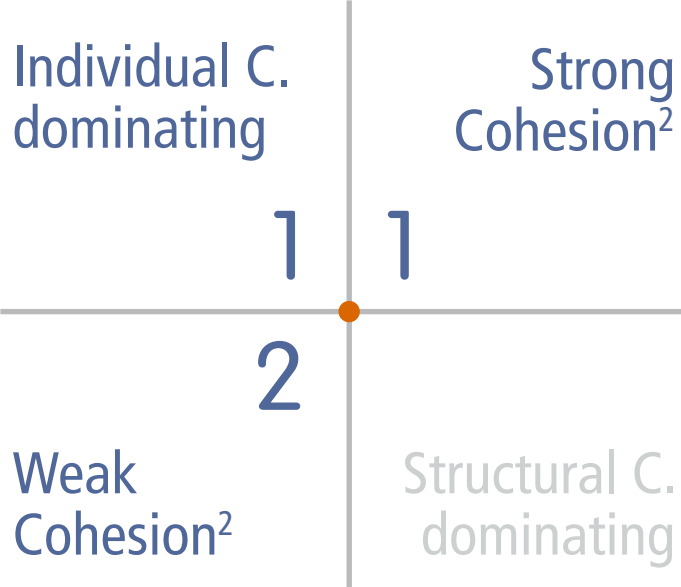 Individual C.
dominating
Strong
Cohesion²
1
1
2
Weak
Cohesion²
Structural C.
dominating